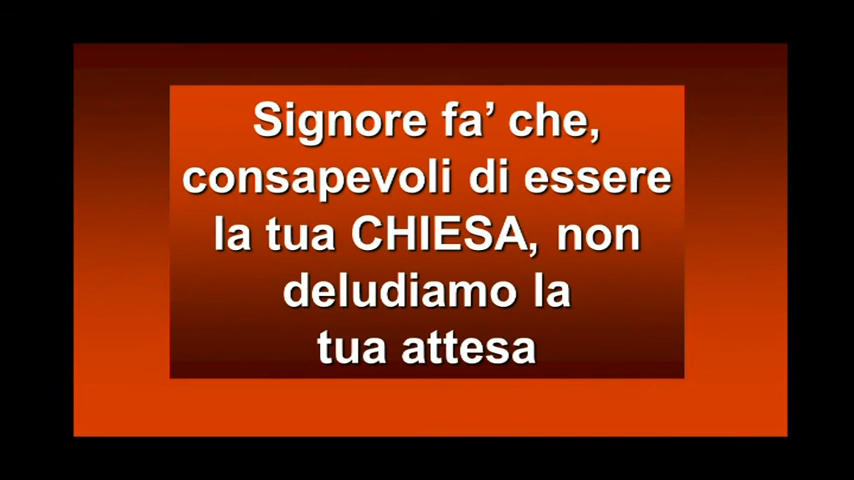 Signore fa’ che,
consapevoli di essere
la tua CHIESA, non
deludiamo la
tua attesa